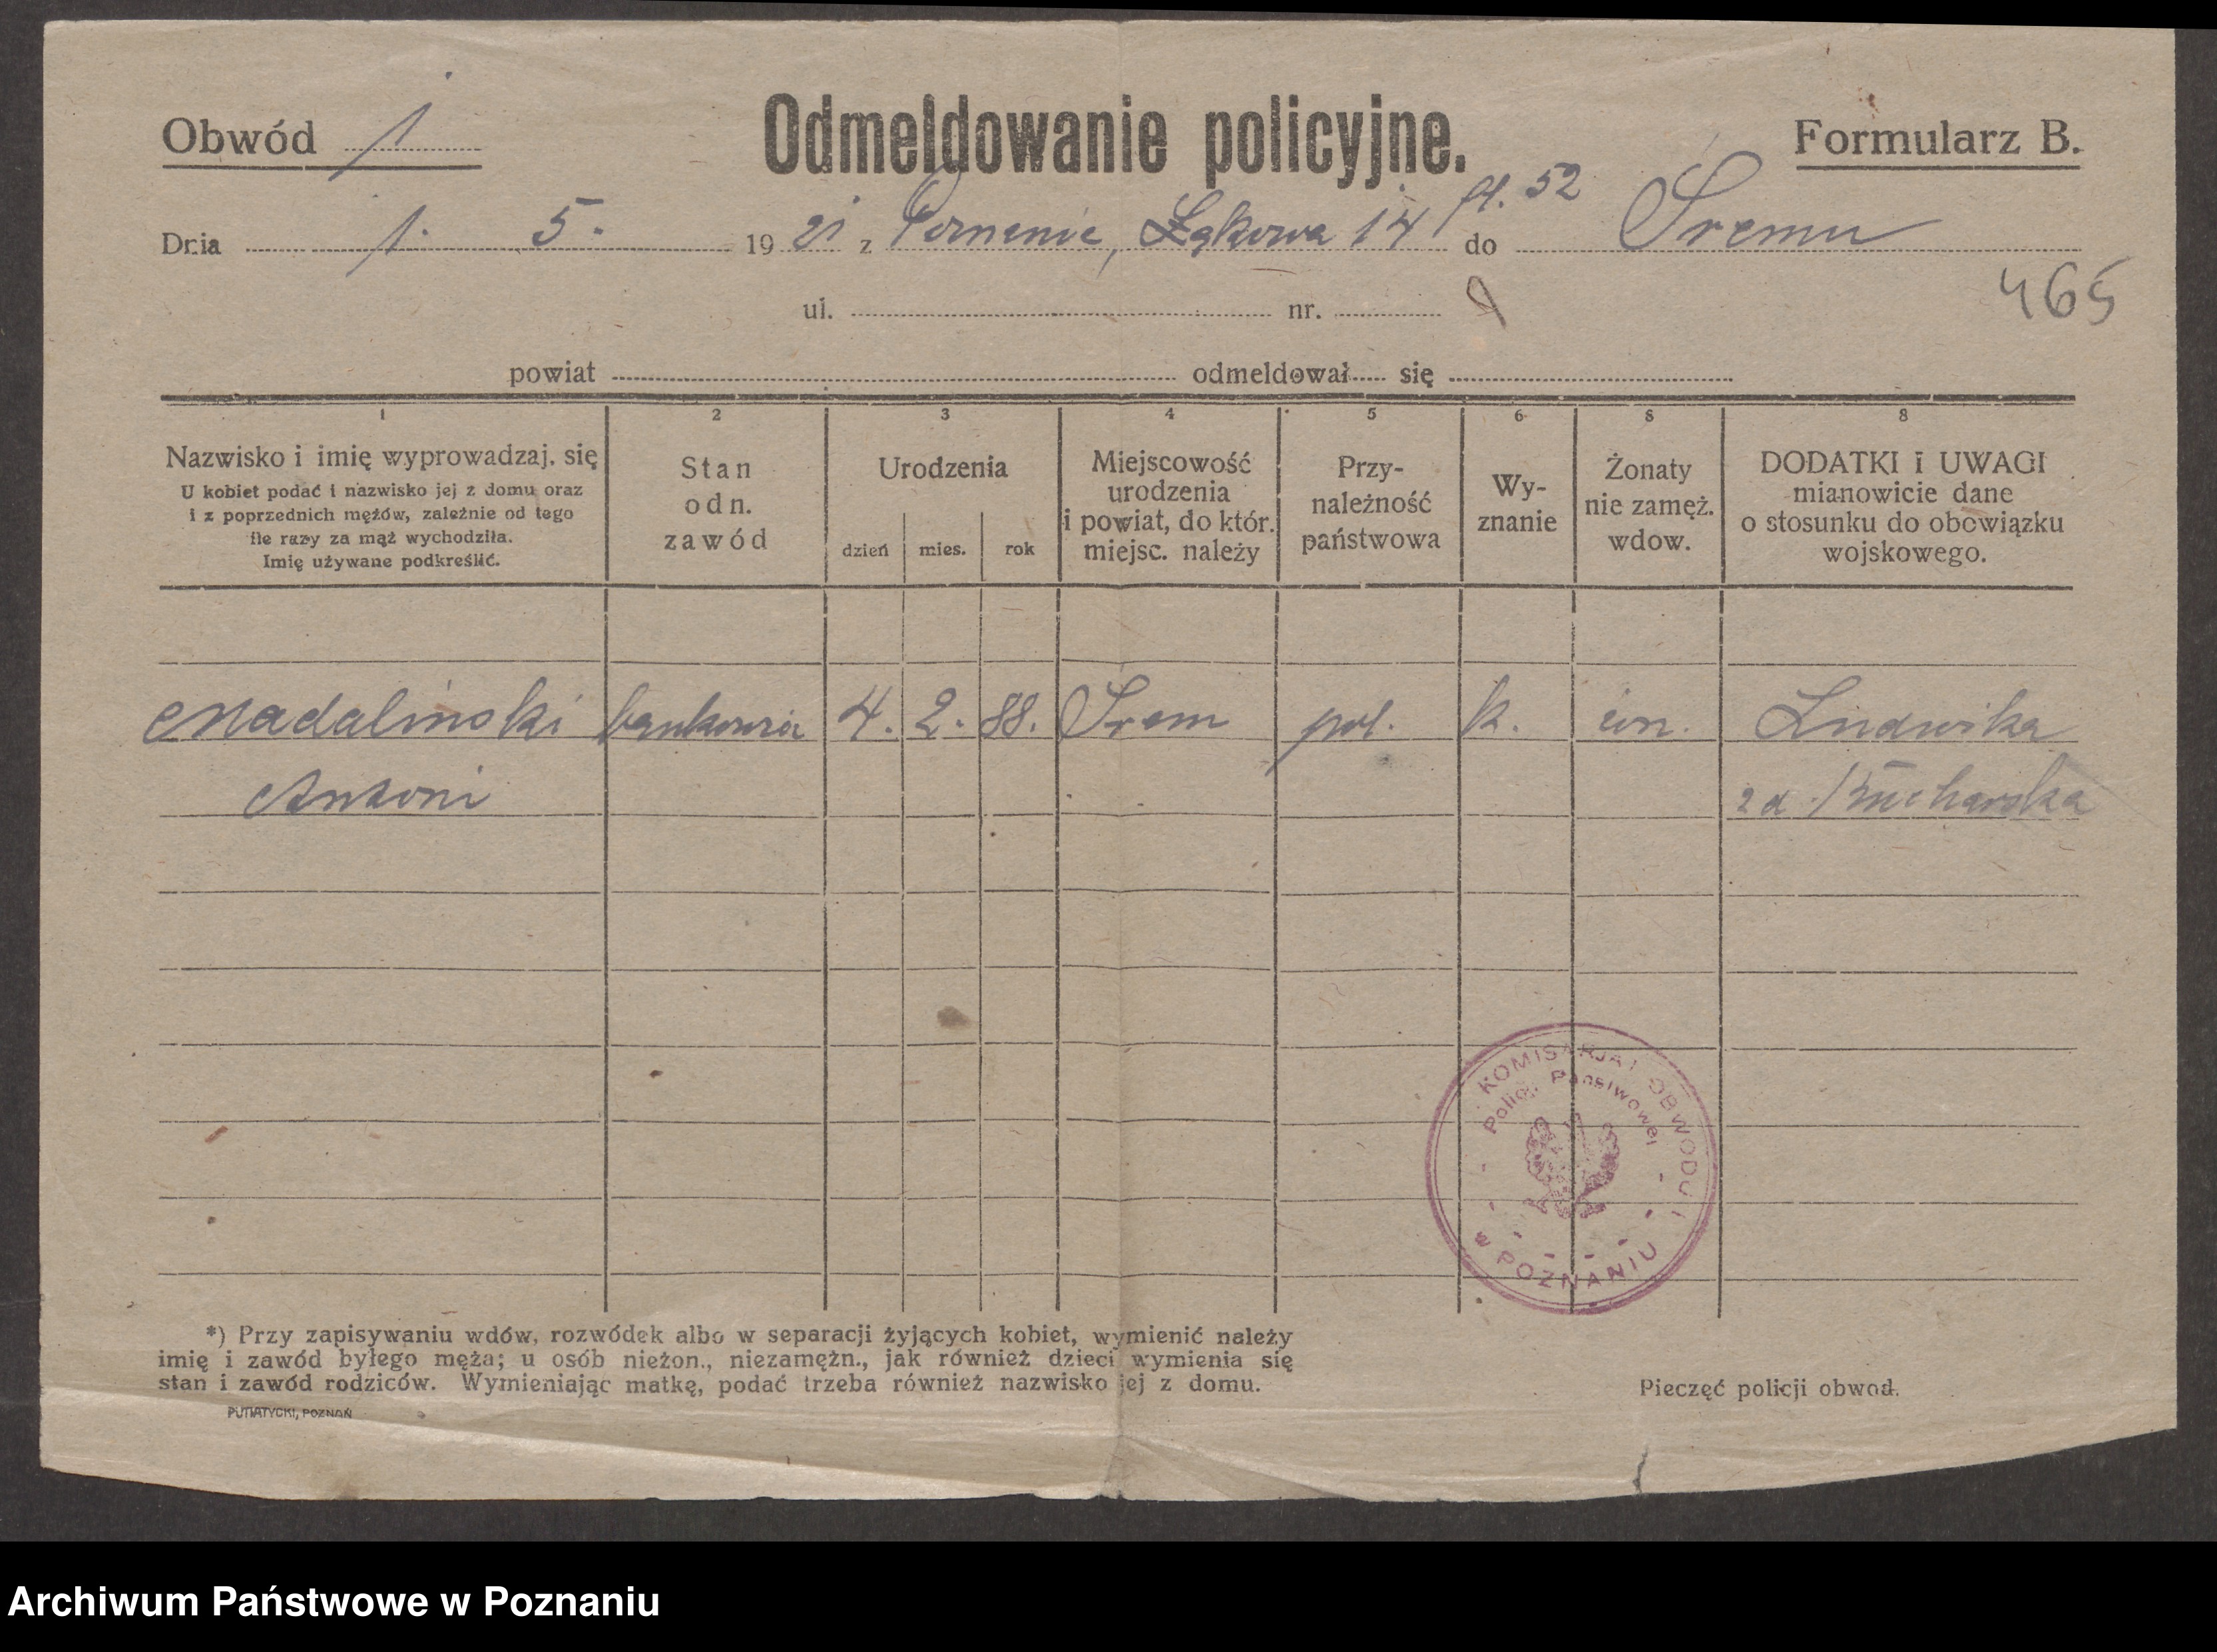 Obwód 1
Odmeldowanie policyjne.
Formularz B.
Dnia 1. 5. 1921 z Poznania, Łąkowa 14 do Śremu
52
ul. nr.
465
powiat odmeldował się
1 2 3 4 5 6 8 8
Nazwisko i imię wyprowadzaj. się
U kobiet podać i nazwisko jej z domu oraz
i z poprzednich mężów, zależnie od tego
ile razy za mąż wychodziła.
Imię używane podkreślić.
Stan
odn.
zawód
Urodzenia
dzień mies. rok
Miejscowość
urodzenia
i powiat, do któr.
miejsc. należy
Przy-
należność
państwowa
Wy-
znanie
Żonaty
nie zamęż.
wdow.
DODATKI i UWAGI
mianowicie dane
o stosunku do obowiązku
wojskowego.
Madalinski 4. 2. 88. Śrem pol. k. Ludwika
Antoni zd. Kucharska
KOMISARJAT OBWODU I
Policji Państwowej
w POZNANIU
*) Przy zapisywaniu wdów, rozwódek albo w separacji żyjących kobiet, wymienić należy
imię i zawód byłego męża; u osób nieżon., niezamężn., jak również dzieci wymienia się
stan i zawód rodziców. Wymieniając matkę, podać trzeba również nazwisko jej z domu.
Pieczęć policji obwod.
PUTIATYCKI, POZNAŃ
Archiwum Państwowe w Poznaniu